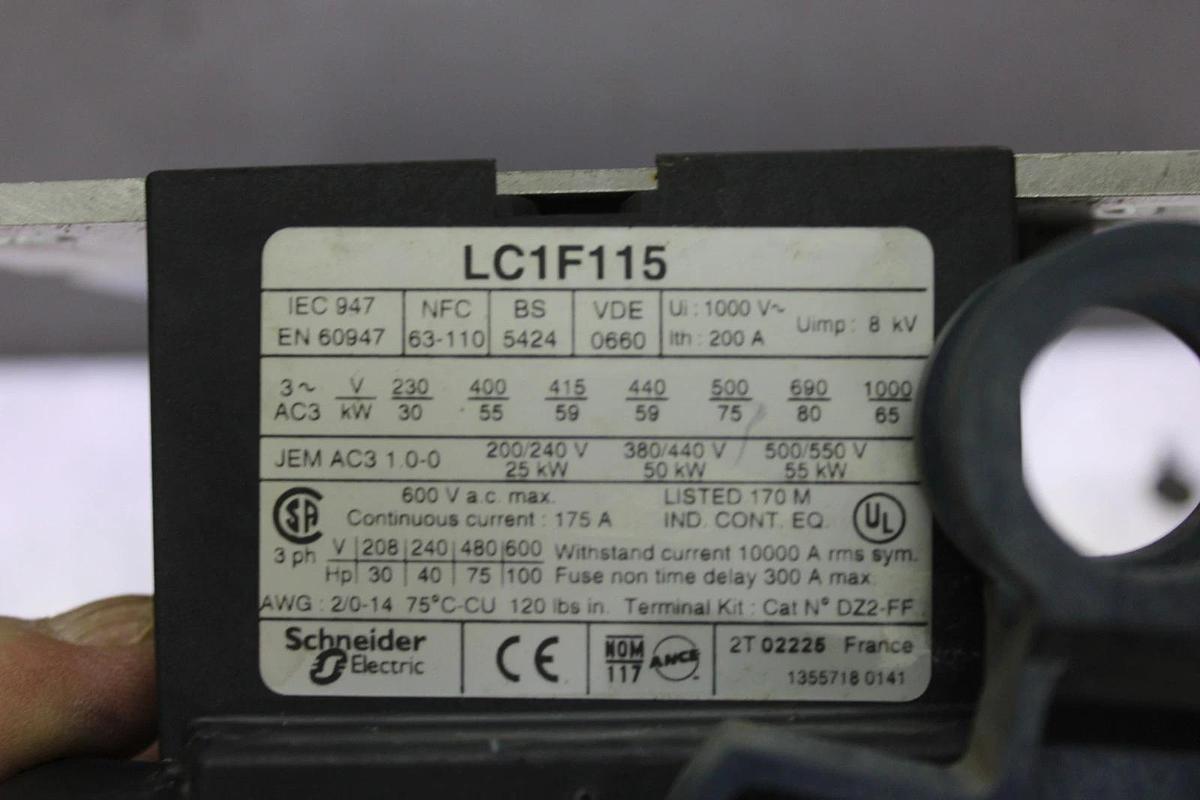 LC1F115
IEC 947 NFC BS VDE Ui : 1000 V~ Uimp : 8 kV
EN 60947 63-110 5424 0660 Ith : 200 A
3~ V 230 400 415 440 500 690 1000
AC3 kW 30 55 59 59 75 80 65
JEM AC3 1.0-0 200/240 V 380/440 V 500/550 V
25 kW 50 kW 55 kW
SA 600 V a.c. max. LISTED 170 M UL
Continuous current : 175 A IND. CONT. EQ.
3 ph V 208 240 480 600 Withstand current 10000 A rms sym.
Hp 30 40 75 100 Fuse non time delay 300 A max.
AWG : 2/0-14 75°C-CU 120 lbs in. Terminal Kit : Cat N° DZ2-FF
Schneider Electric CE NOM 117 ANCE 2T 02225 France
1355718 0141